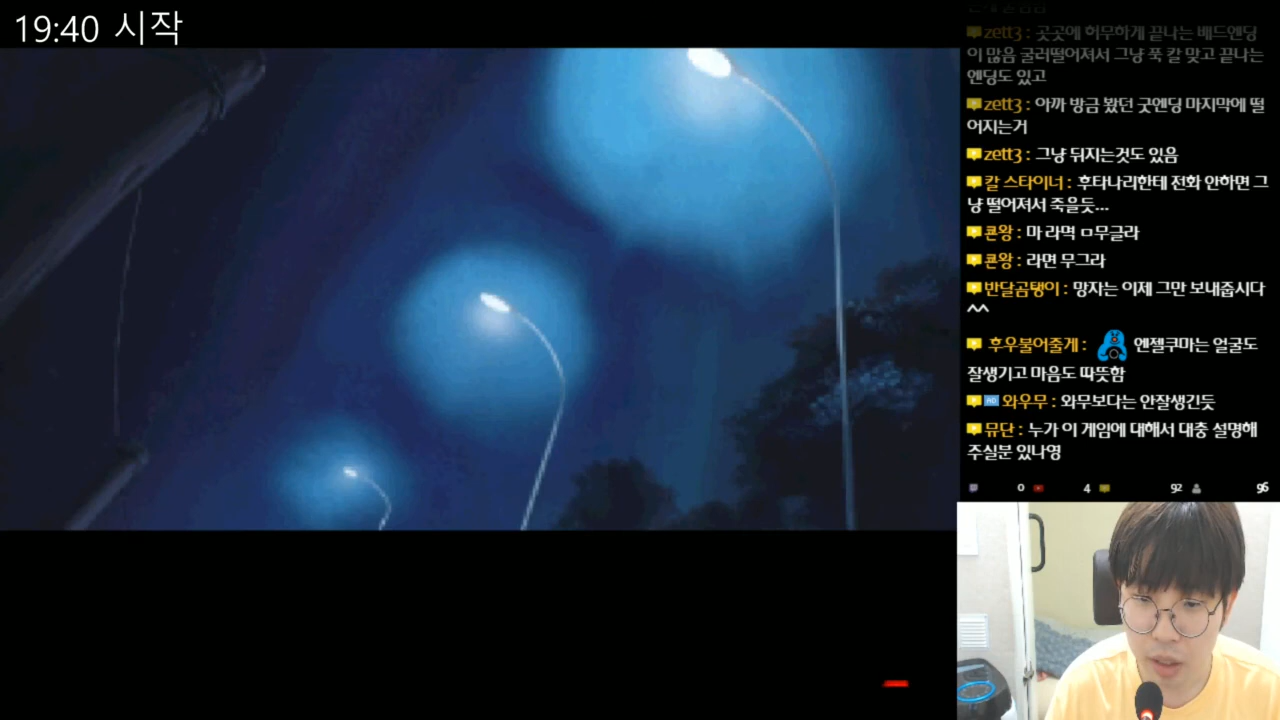 19:40 시작
zett3 : 곳곳에 허무하게 끝나는 배드엔딩
이 많음 굴러떨어져서 그냥 푹 칼 맞고 끝나는
엔딩도 있고
zett3 : 아까 방금 봤던 굿엔딩 마지막에 떨
어지는거
zett3 : 그냥 뒤지는것도 있음
칼 스타이너 : 후타나리한테 전화 안하면 그
냥 떨어져서 죽을듯...
쿈왕 : 마 라먹 ㅁ무글라
쿈왕 : 라면 무그라
반달곰탱이 : 망자는 이제 그만 보내줍시다
^^
후우불어줄게 : 엔젤쿠마는 얼굴도
잘생기고 마음도 따뜻함
와우무 : 와무보다는 안잘생긴듯
뮤단 : 누가 이 게임에 대해서 대충 설명해
주실분 있나영
0 4 92 96